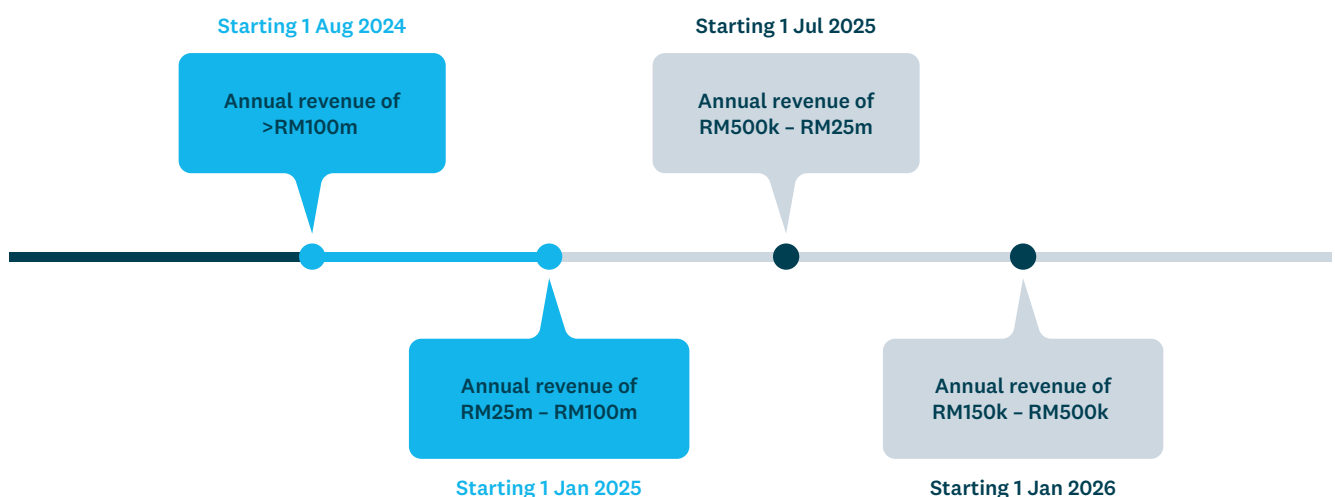 Starting 1 Aug 2024
Annual revenue of
>RM100m
Annual revenue of
RM25m – RM100m
Starting 1 Jan 2025
Starting 1 Jul 2025
Annual revenue of
RM500k – RM25m
Annual revenue of
RM150k – RM500k
Starting 1 Jan 2026